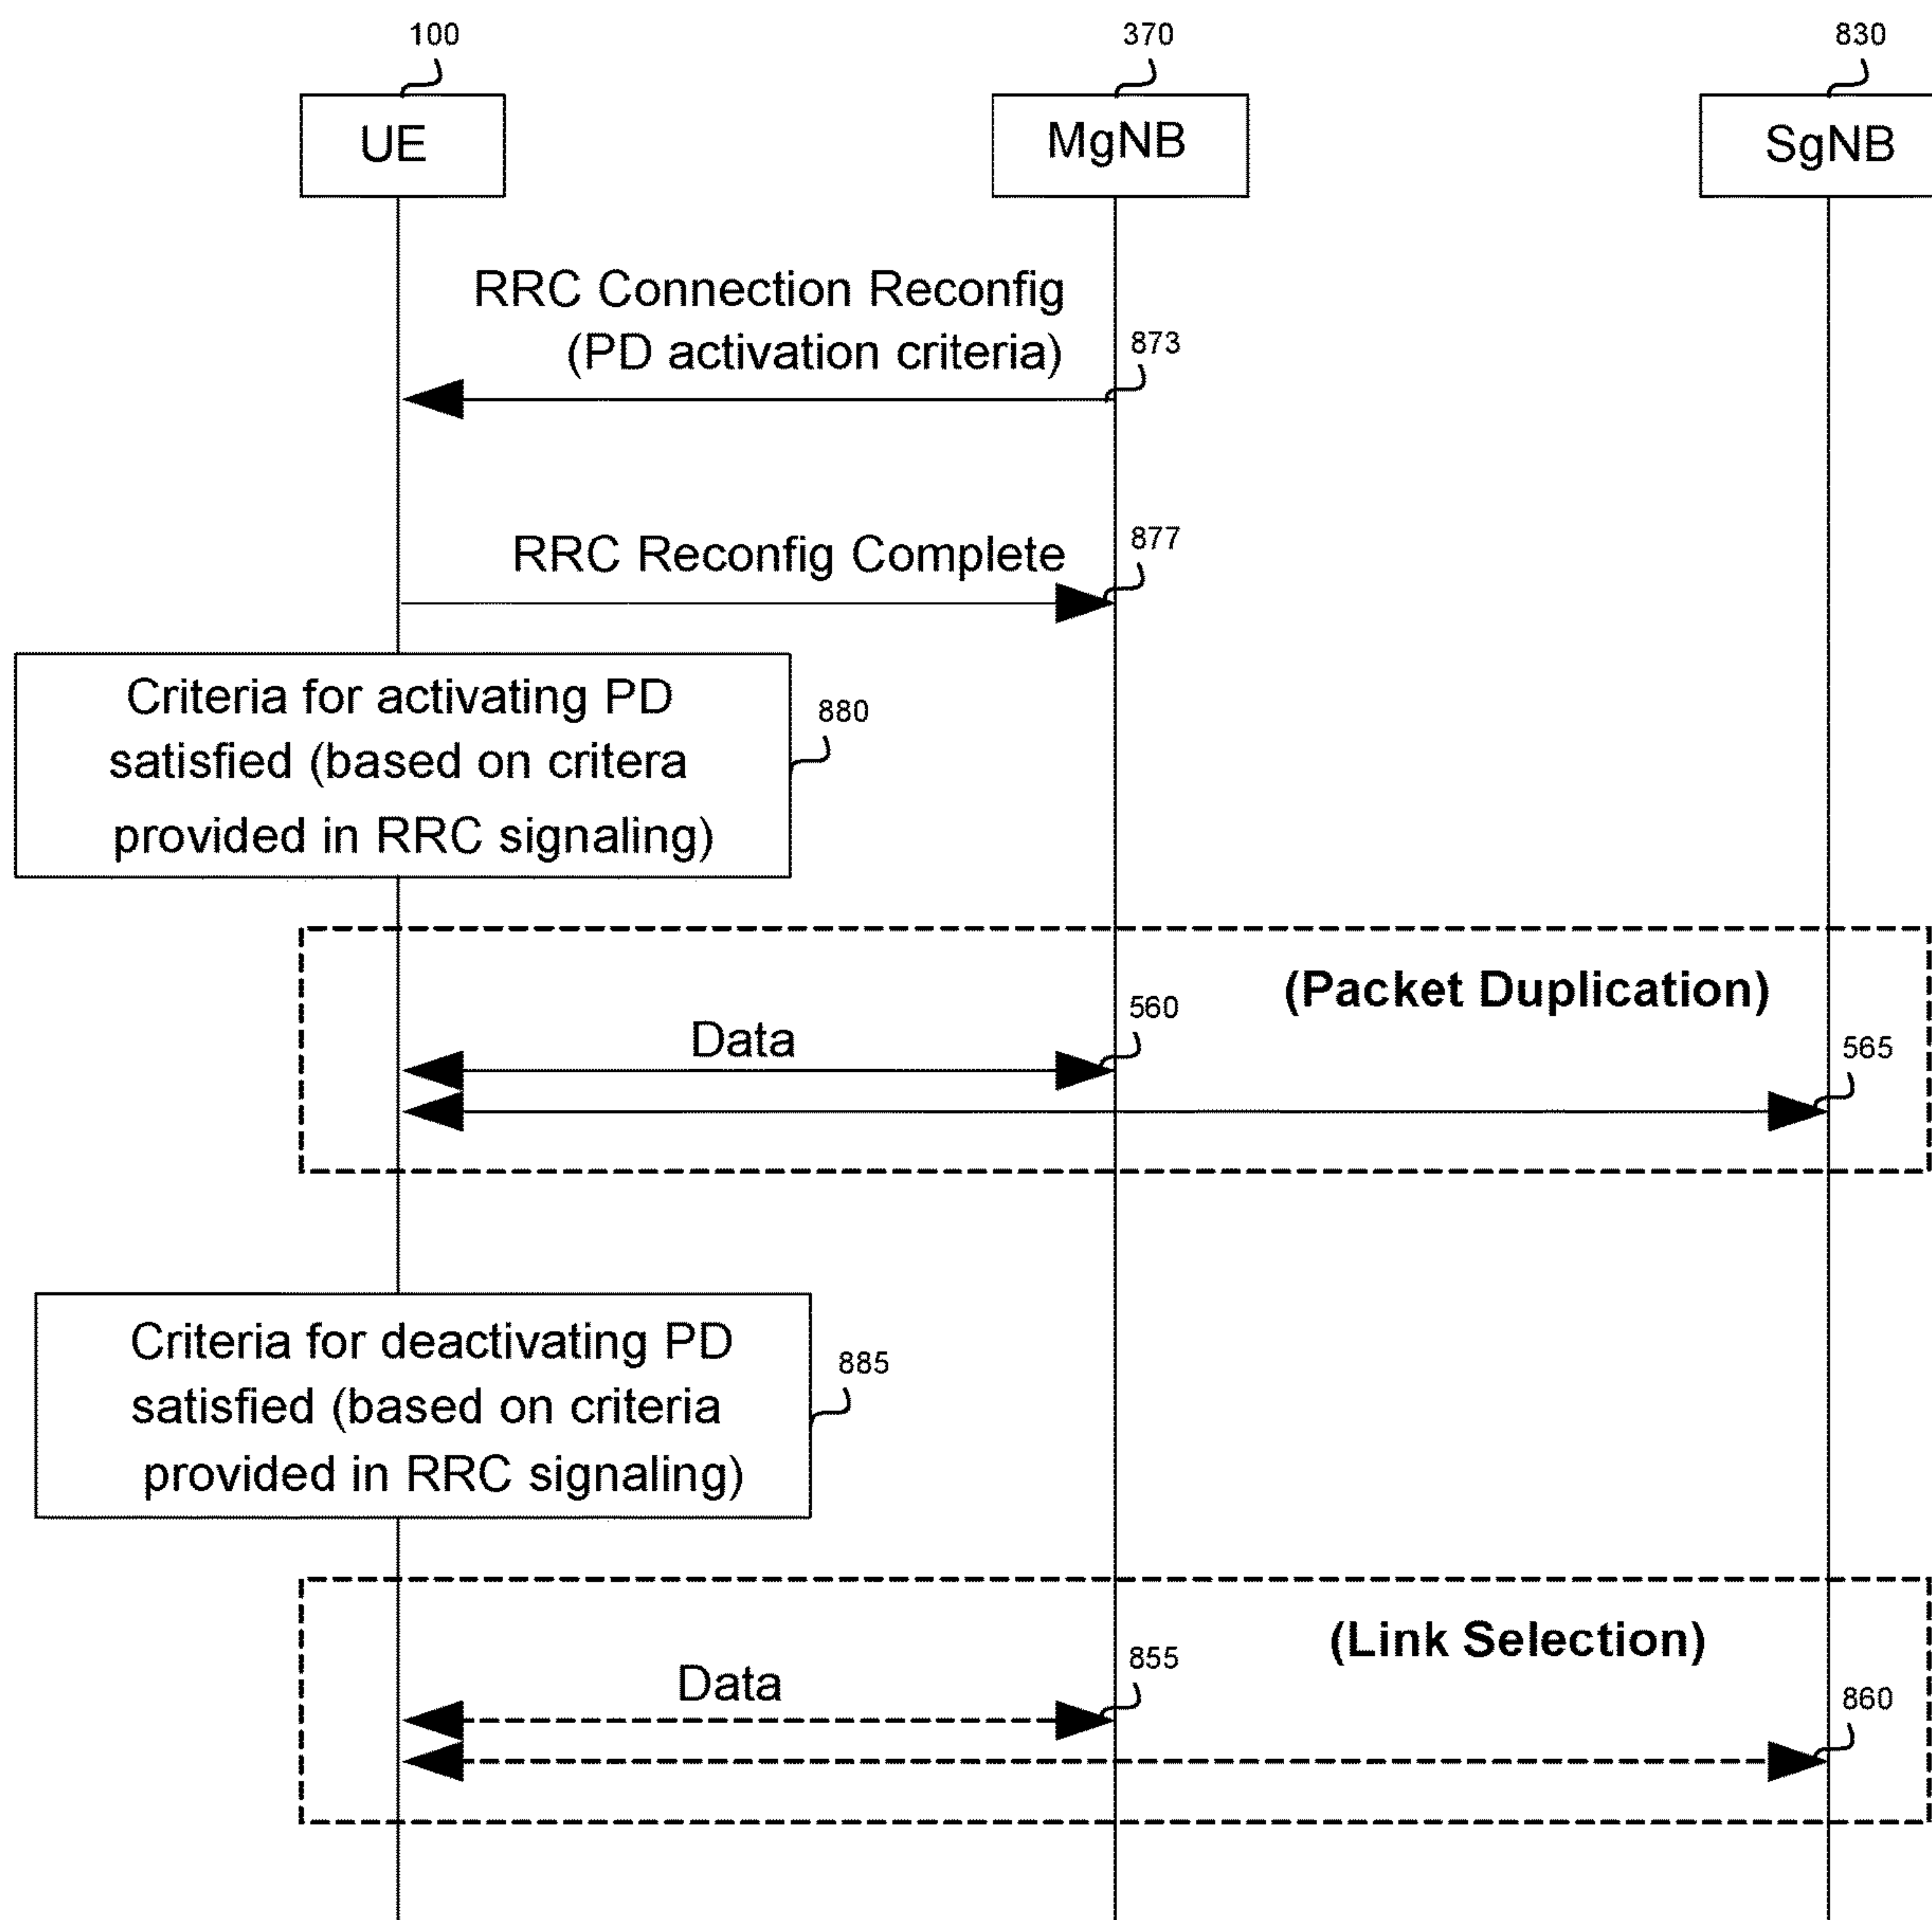 100
370
830
UE
MgNB
SgNB
RRC Connection Reconfig
(PD activation criteria)
873
RRC Reconfig Complete
877
Criteria for activating PD
satisfied (based on critera
provided in RRC signaling)
880
(Packet Duplication)
560
Data
565
Criteria for deactivating PD
satisfied (based on criteria
provided in RRC signaling)
885
(Link Selection)
855
Data
860